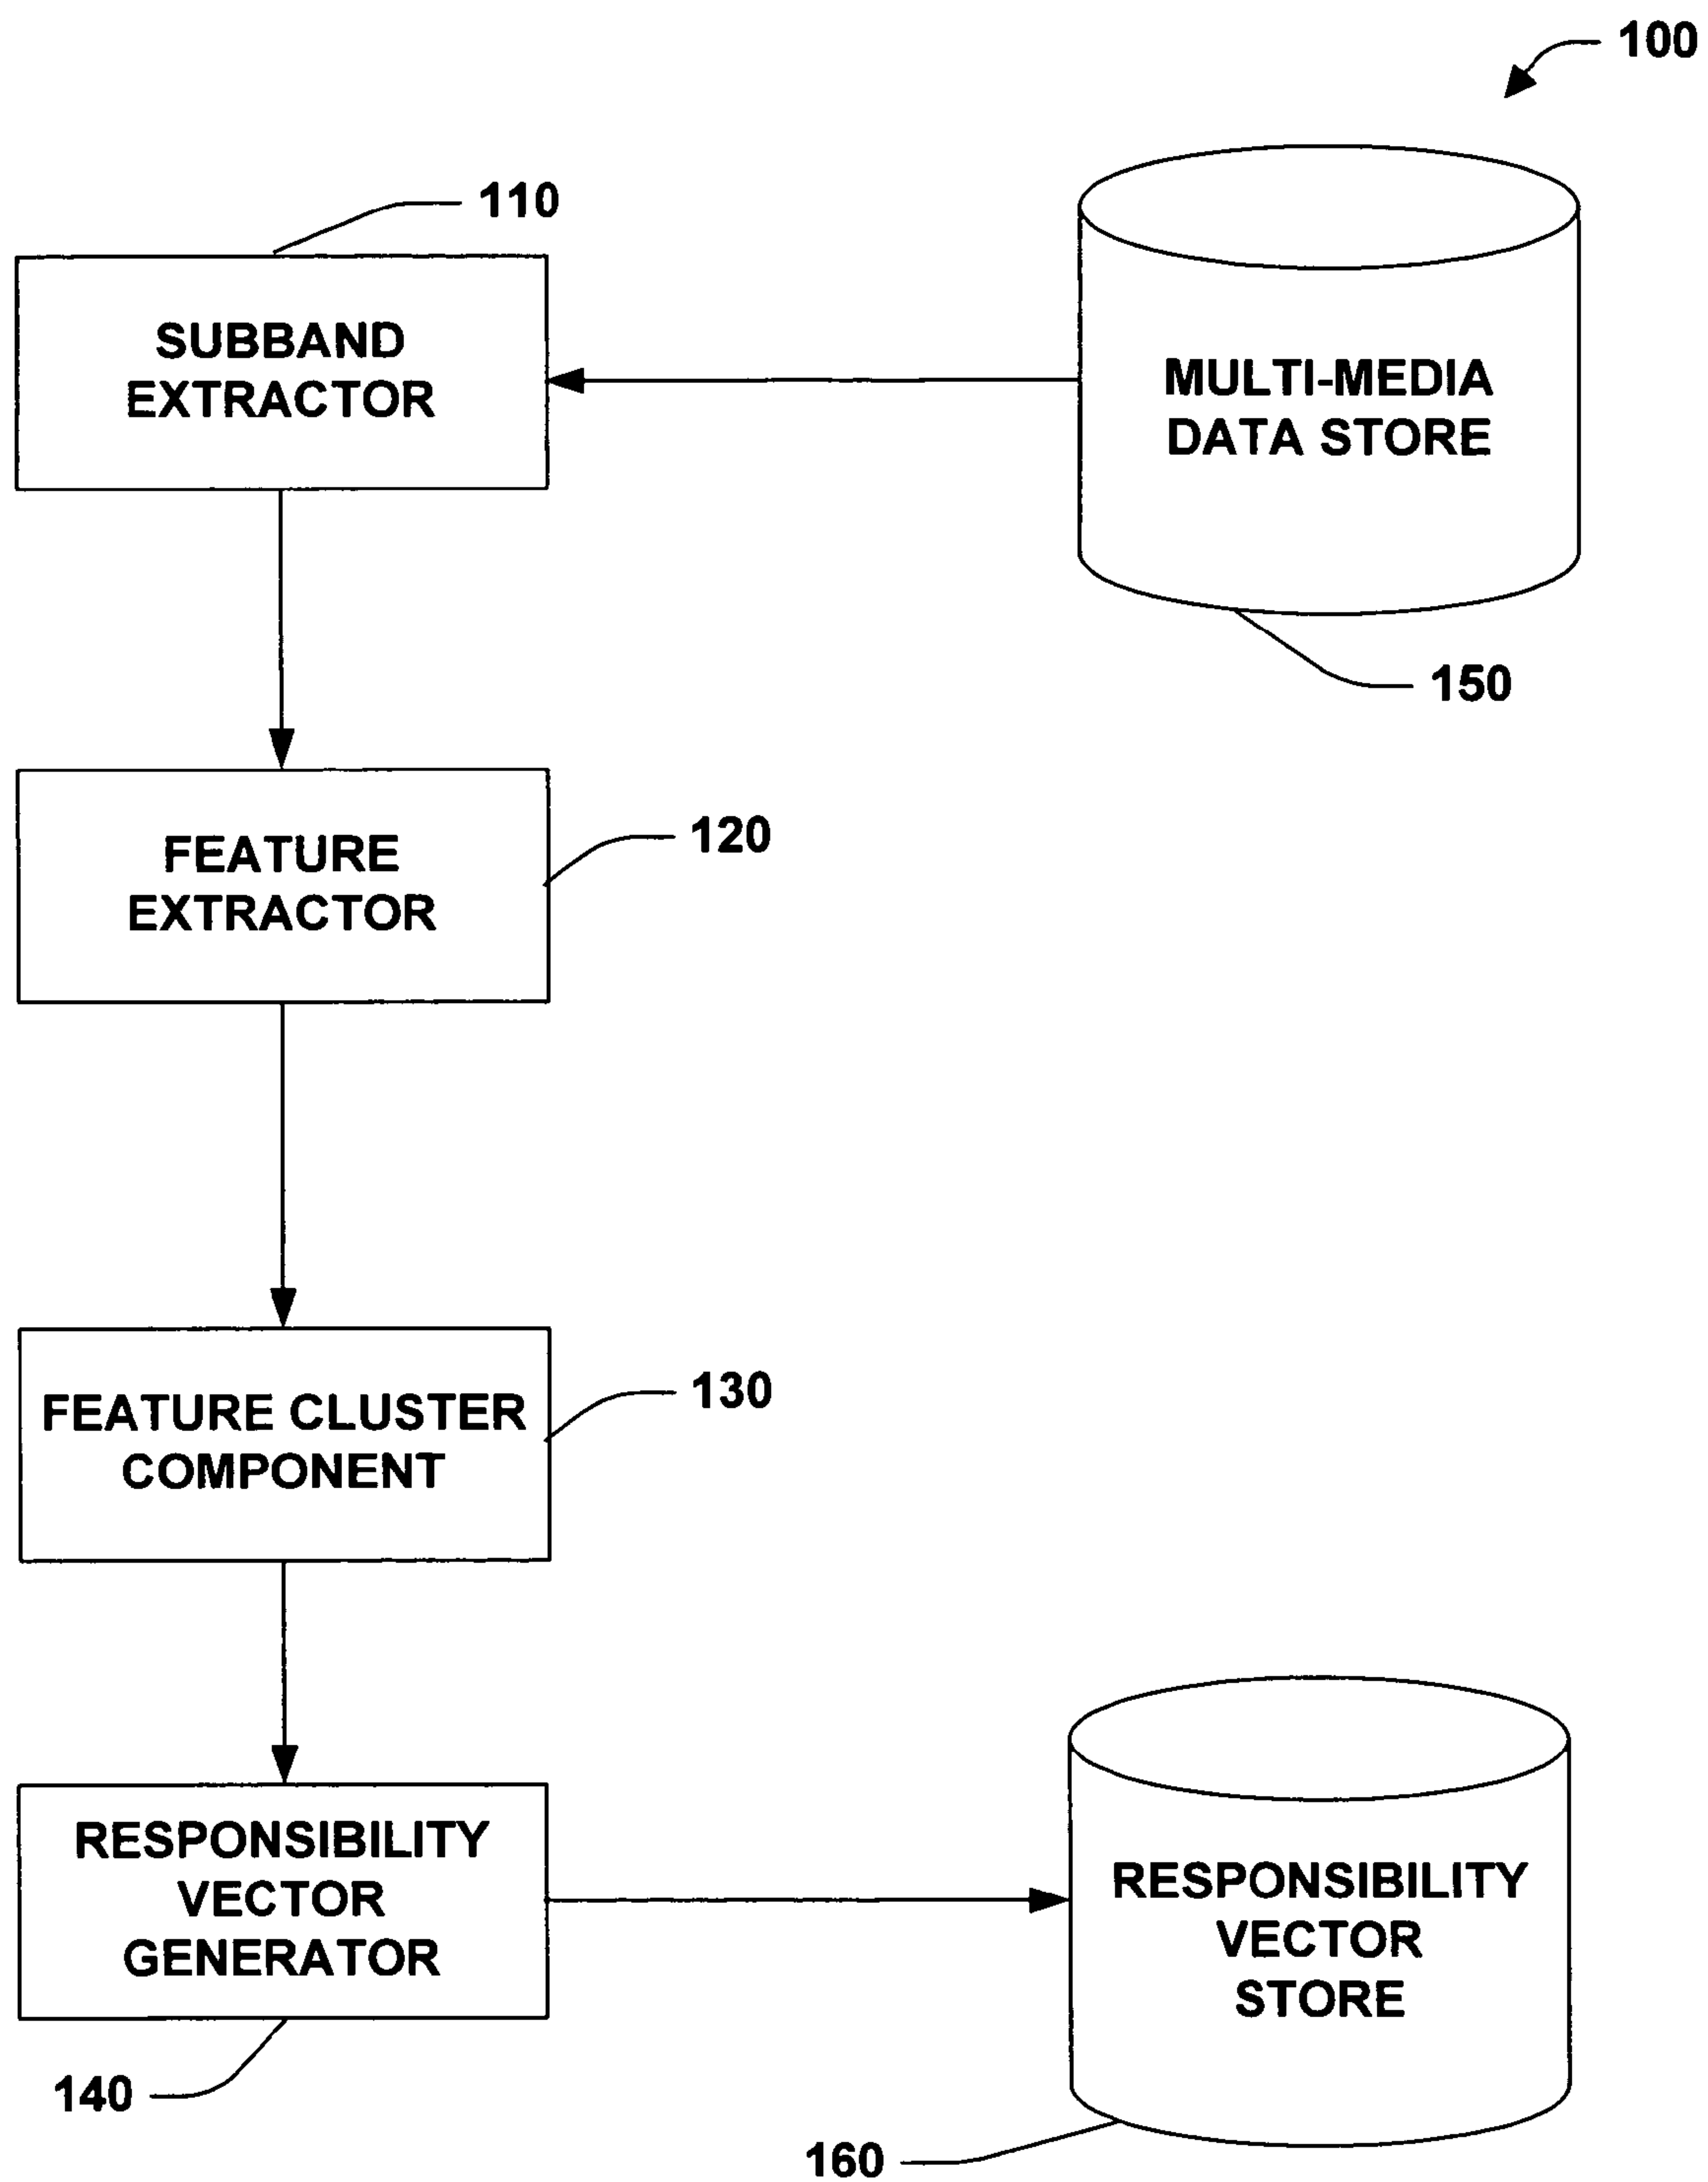 100
110
SUBBAND
EXTRACTOR
MULTI-MEDIA
DATA STORE
150
FEATURE
EXTRACTOR
120
FEATURE CLUSTER
COMPONENT
130
RESPONSIBILITY
VECTOR
GENERATOR
140
RESPONSIBILITY
VECTOR
STORE
160